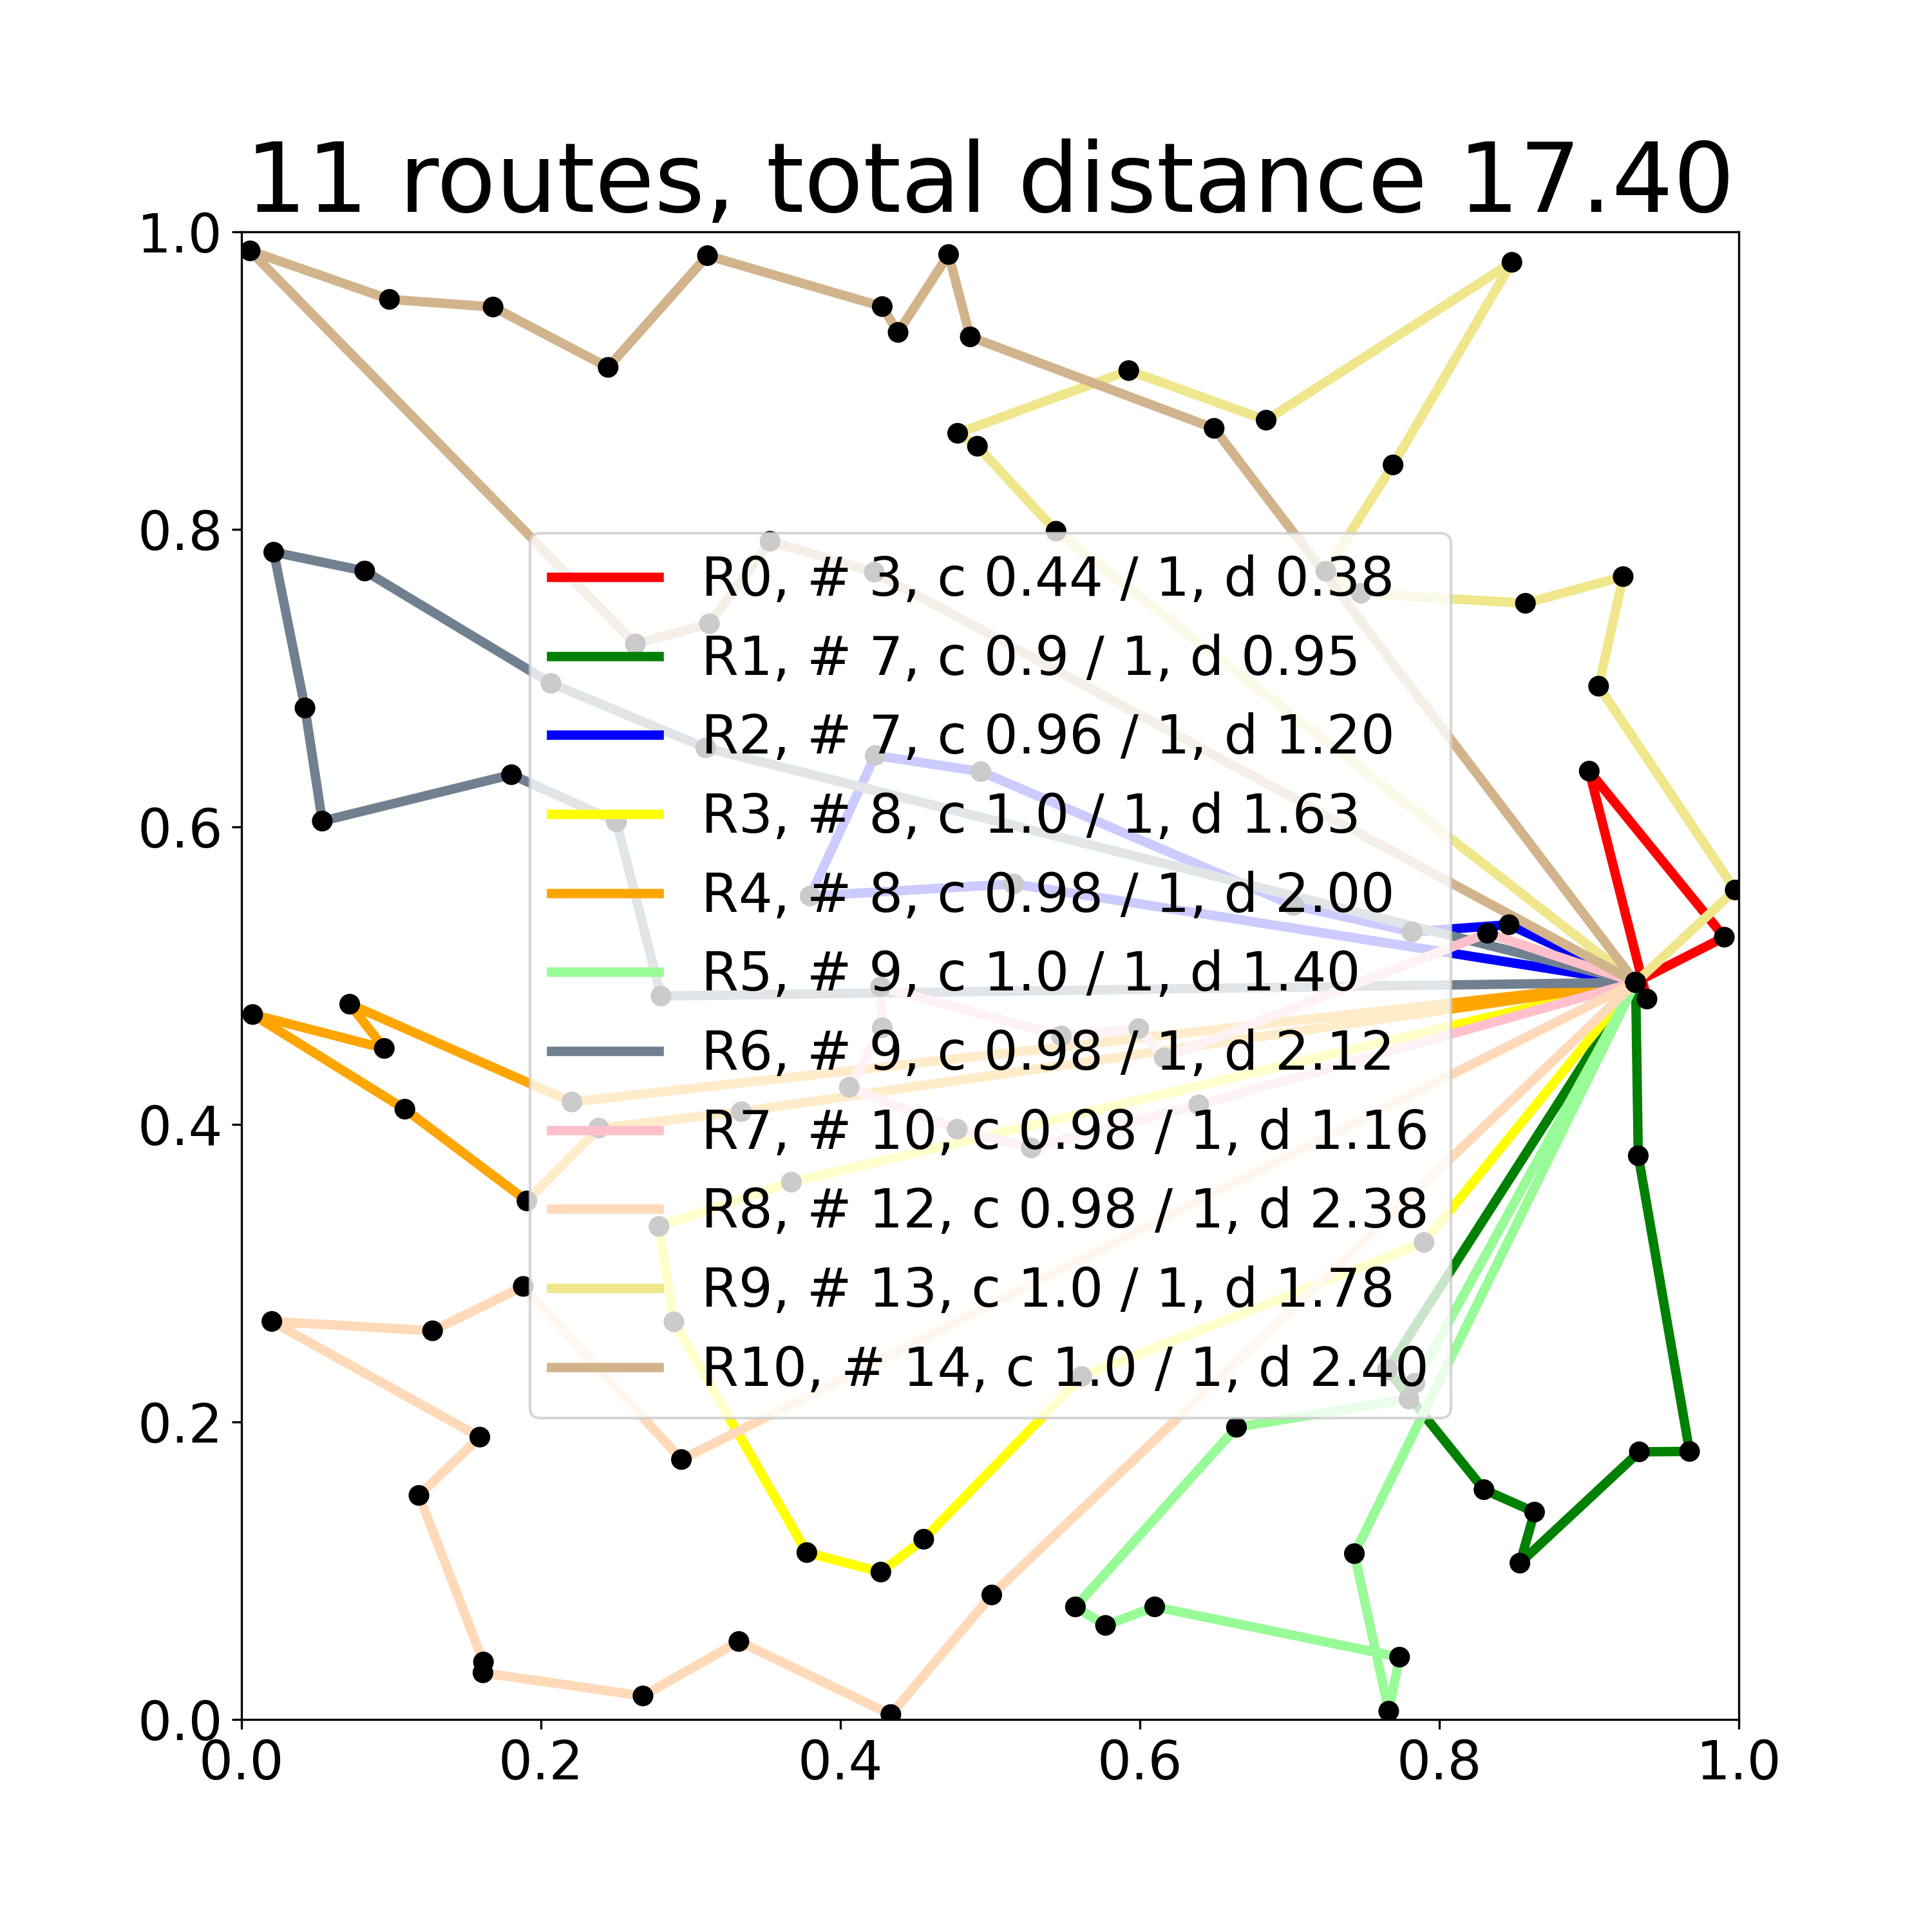 11 routes, total distance 17.40
1.0
0.8
0.6
0.4
0.2
0.0
R0, # 3, c 0.44 / 1, d 0.38
R1, # 7, c 0.9 / 1, d 0.95
R2, # 7, c 0.96 / 1, d 1.20
R3, # 8, c 1.0 / 1, d 1.63
R4, # 8, c 0.98 / 1, d 2.00
R5, # 9, c 1.0 / 1, d 1.40
R6, # 9, c 0.98 / 1, d 2.12
R7, # 10, c 0.98 / 1, d 1.16
R8, # 12, c 0.98 / 1, d 2.38
R9, # 13, c 1.0 / 1, d 1.78
R10, # 14, c 1.0 / 1, d 2.40
0.0 0.2 0.4 0.6 0.8 1.0